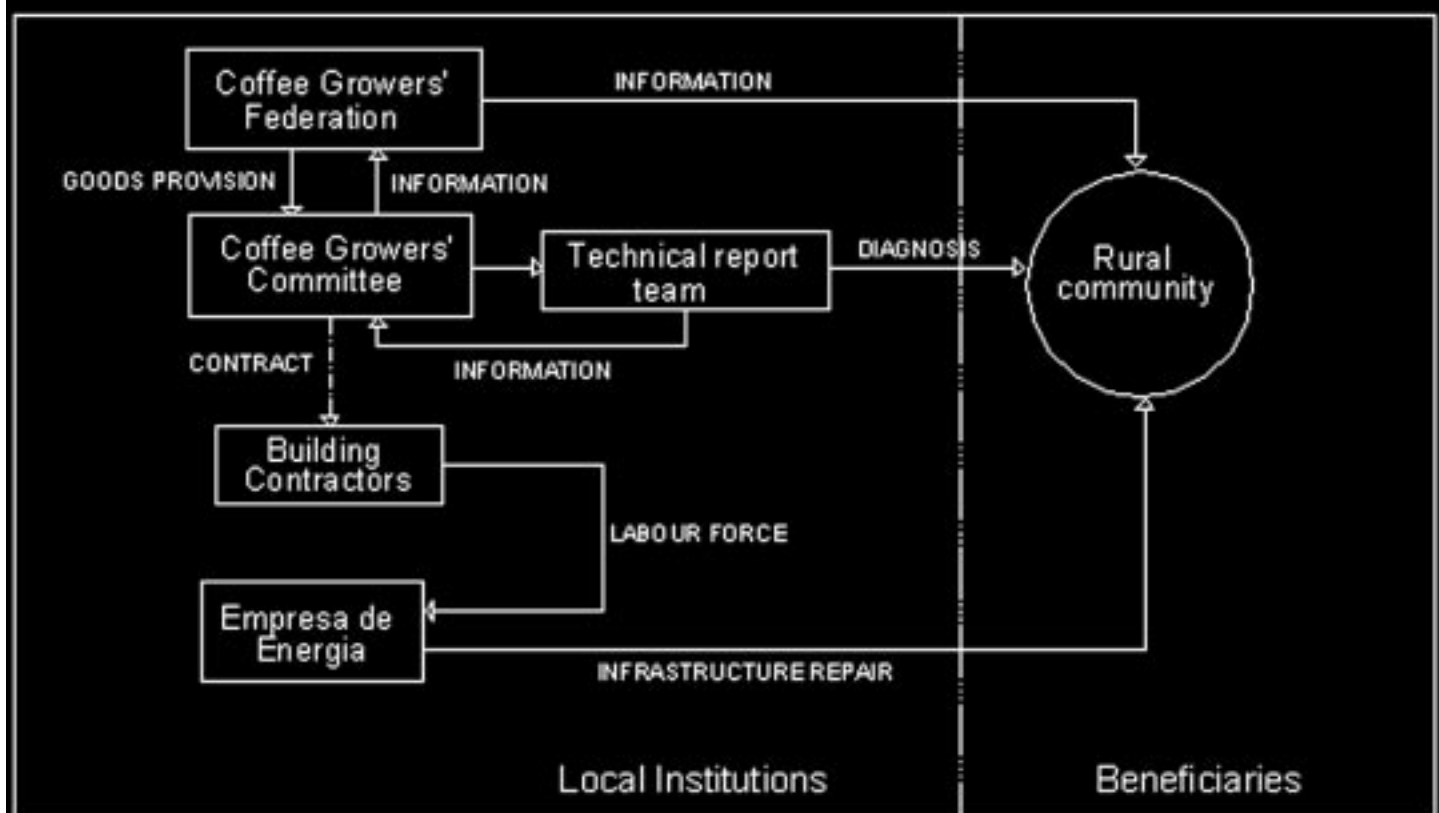 Coffee Growers'
Federation
INFORMATION
GOODS PROVISION
INFORMATION
Coffee Growers'
Committee
Technical report
team
DIAGNOSIS
Rural
community
CONTRACT
INFORMATION
Building
Contractors
LABOUR FORCE
Empresa de
Energia
INFRASTRUCTURE REPAIR
Local Institutions
Beneficiaries